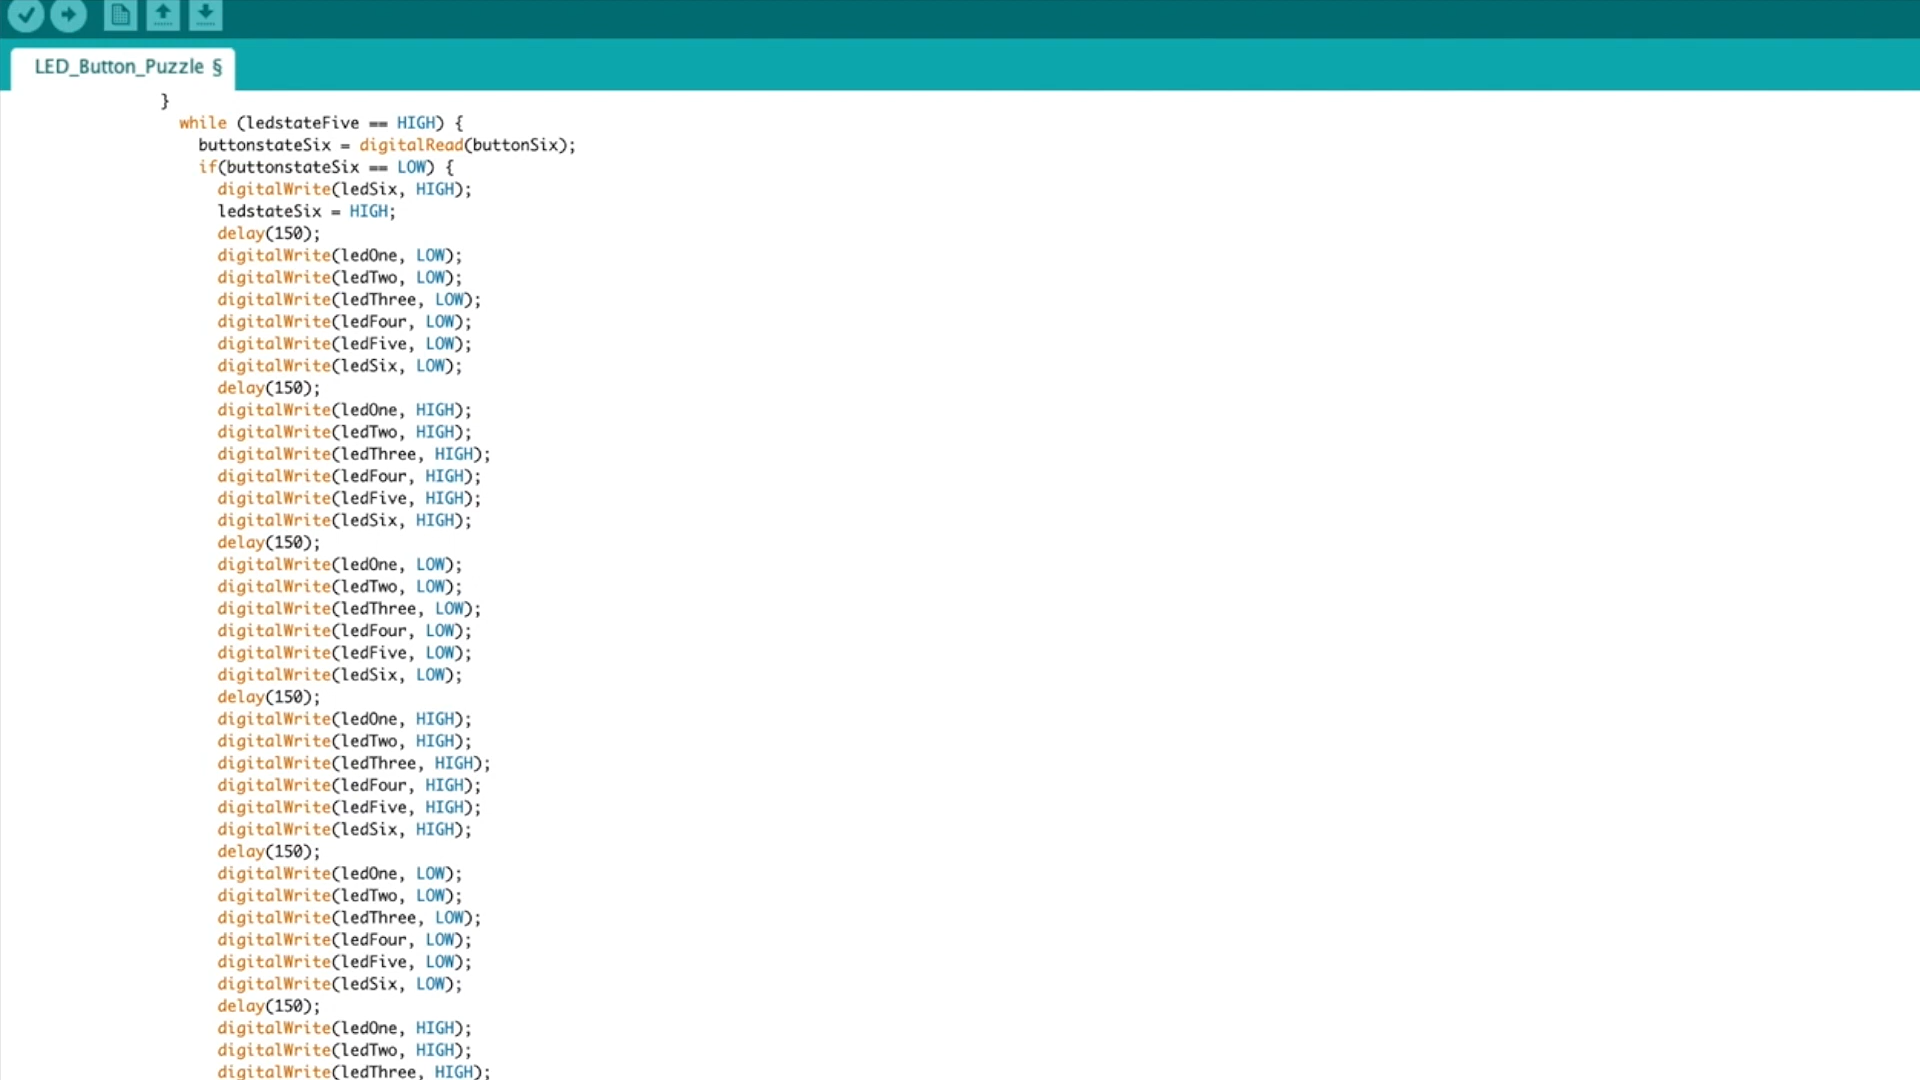 LED_Button_Puzzle §
}
while (ledstateFive == HIGH) {
buttonstateSix = digitalRead(buttonSix);
if(buttonstateSix == LOW) {
digitalWrite(ledSix, HIGH);
ledstateSix = HIGH;
delay(150);
digitalWrite(ledOne, LOW);
digitalWrite(ledTwo, LOW);
digitalWrite(ledThree, LOW);
digitalWrite(ledFour, LOW);
digitalWrite(ledFive, LOW);
digitalWrite(ledSix, LOW);
delay(150);
digitalWrite(ledOne, HIGH);
digitalWrite(ledTwo, HIGH);
digitalWrite(ledThree, HIGH);
digitalWrite(ledFour, HIGH);
digitalWrite(ledFive, HIGH);
digitalWrite(ledSix, HIGH);
delay(150);
digitalWrite(ledOne, LOW);
digitalWrite(ledTwo, LOW);
digitalWrite(ledThree, LOW);
digitalWrite(ledFour, LOW);
digitalWrite(ledFive, LOW);
digitalWrite(ledSix, LOW);
delay(150);
digitalWrite(ledOne, HIGH);
digitalWrite(ledTwo, HIGH);
digitalWrite(ledThree, HIGH);
digitalWrite(ledFour, HIGH);
digitalWrite(ledFive, HIGH);
digitalWrite(ledSix, HIGH);
delay(150);
digitalWrite(ledOne, LOW);
digitalWrite(ledTwo, LOW);
digitalWrite(ledThree, LOW);
digitalWrite(ledFour, LOW);
digitalWrite(ledFive, LOW);
digitalWrite(ledSix, LOW);
delay(150);
digitalWrite(ledOne, HIGH);
digitalWrite(ledTwo, HIGH);
digitalWrite(ledThree, HIGH);